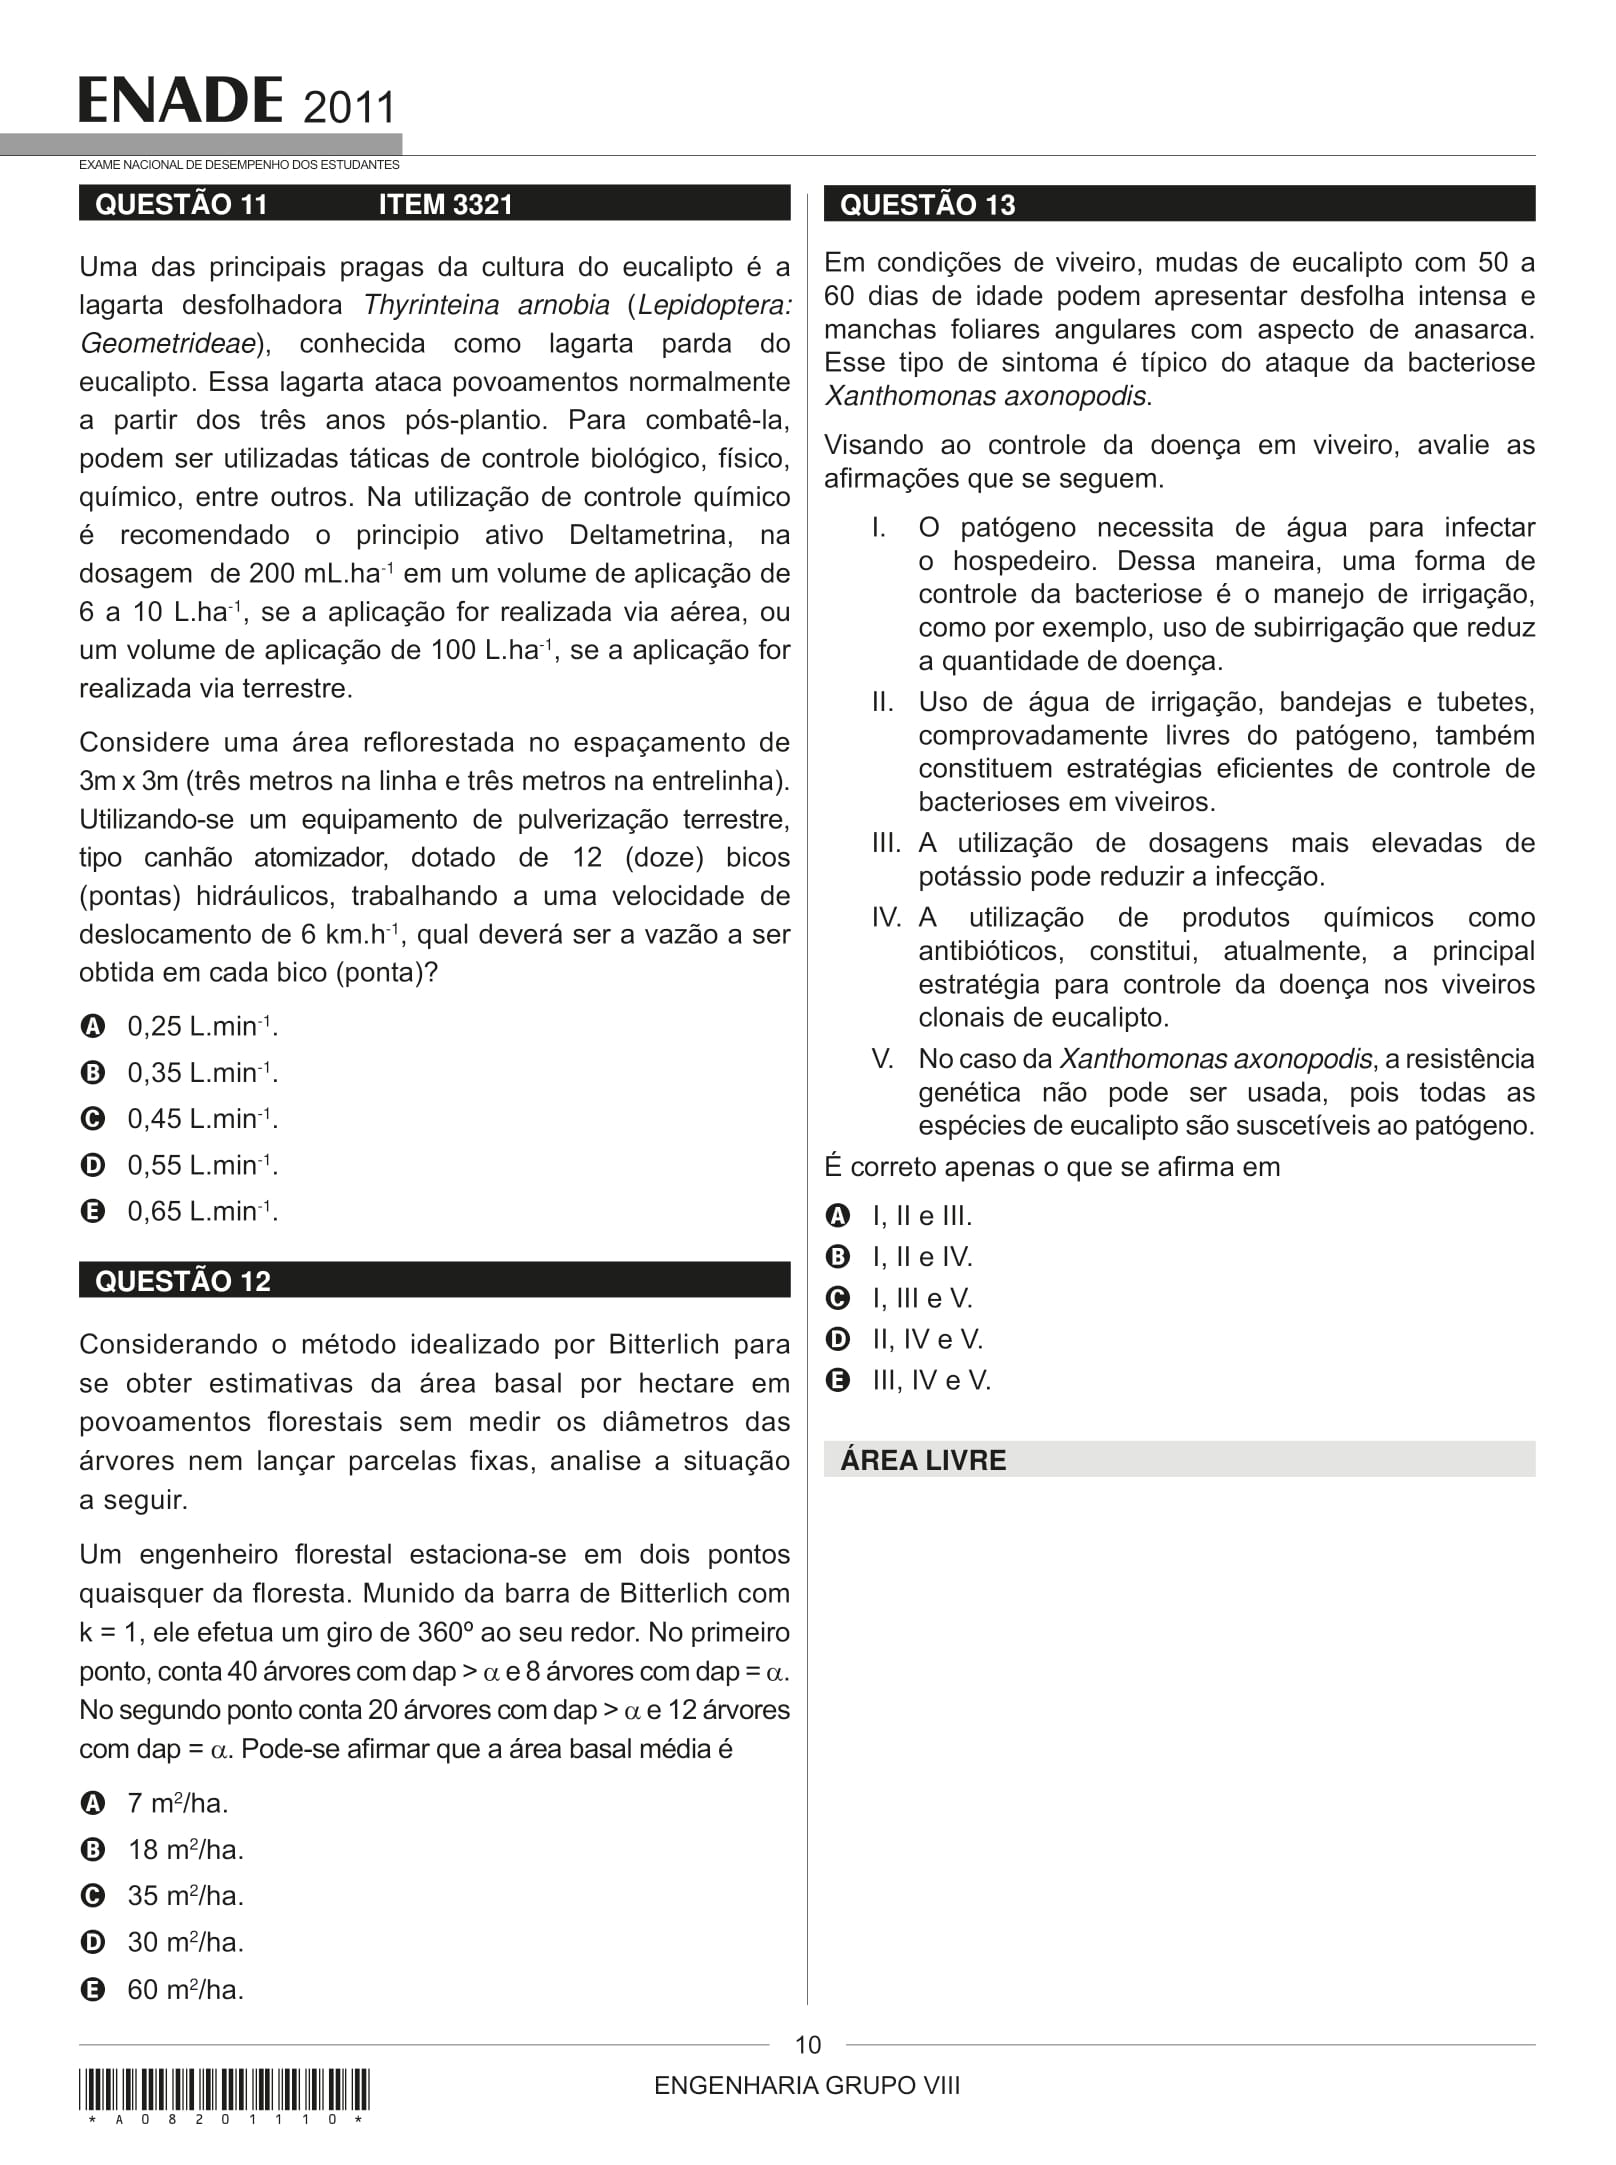 ENADE 2011
EXAME NACIONAL DE DESEMPENHO DOS ESTUDANTES
QUESTÃO 11 ITEM 3321
Uma das principais pragas da cultura do eucalipto é a
lagarta desfolhadora Thyrinteina arnobia (Lepidoptera:
Geometrideae), conhecida como lagarta parda do
eucalipto. Essa lagarta ataca povoamentos normalmente
a partir dos três anos pós-plantio. Para combatê-la,
podem ser utilizadas táticas de controle biológico, físico,
químico, entre outros. Na utilização de controle químico
é recomendado o principio ativo Deltametrina, na
dosagem de 200 mL.ha⁻¹ em um volume de aplicação de
6 a 10 L.ha⁻¹, se a aplicação for realizada via aérea, ou
um volume de aplicação de 100 L.ha⁻¹, se a aplicação for
realizada via terrestre.
Considere uma área reflorestada no espaçamento de
3m x 3m (três metros na linha e três metros na entrelinha).
Utilizando-se um equipamento de pulverização terrestre,
tipo canhão atomizador, dotado de 12 (doze) bicos
(pontas) hidráulicos, trabalhando a uma velocidade de
deslocamento de 6 km.h⁻¹, qual deverá ser a vazão a ser
obtida em cada bico (ponta)?
A 0,25 L.min⁻¹.
B 0,35 L.min⁻¹.
C 0,45 L.min⁻¹.
D 0,55 L.min⁻¹.
E 0,65 L.min⁻¹.
QUESTÃO 12
Considerando o método idealizado por Bitterlich para
se obter estimativas da área basal por hectare em
povoamentos florestais sem medir os diâmetros das
árvores nem lançar parcelas fixas, analise a situação
a seguir.
Um engenheiro florestal estaciona-se em dois pontos
quaisquer da floresta. Munido da barra de Bitterlich com
k = 1, ele efetua um giro de 360º ao seu redor. No primeiro
ponto, conta 40 árvores com dap > α e 8 árvores com dap = α.
No segundo ponto conta 20 árvores com dap > α e 12 árvores
com dap = α. Pode-se afirmar que a área basal média é
A 7 m²/ha.
B 18 m²/ha.
C 35 m²/ha.
D 30 m²/ha.
E 60 m²/ha.
QUESTÃO 13
Em condições de viveiro, mudas de eucalipto com 50 a
60 dias de idade podem apresentar desfolha intensa e
manchas foliares angulares com aspecto de anasarca.
Esse tipo de sintoma é típico do ataque da bacteriose
Xanthomonas axonopodis.
Visando ao controle da doença em viveiro, avalie as
afirmações que se seguem.
I. O patógeno necessita de água para infectar
o hospedeiro. Dessa maneira, uma forma de
controle da bacteriose é o manejo de irrigação,
como por exemplo, uso de subirrigação que reduz
a quantidade de doença.
II. Uso de água de irrigação, bandejas e tubetes,
comprovadamente livres do patógeno, também
constituem estratégias eficientes de controle de
bacterioses em viveiros.
III. A utilização de dosagens mais elevadas de
potássio pode reduzir a infecção.
IV. A utilização de produtos químicos como
antibióticos, constitui, atualmente, a principal
estratégia para controle da doença nos viveiros
clonais de eucalipto.
V. No caso da Xanthomonas axonopodis, a resistência
genética não pode ser usada, pois todas as
espécies de eucalipto são suscetíveis ao patógeno.
É correto apenas o que se afirma em
A I, II e III.
B I, II e IV.
C I, III e V.
D II, IV e V.
E III, IV e V.
ÁREA LIVRE
10
ENGENHARIA GRUPO VIII
* A 0 8 2 0 1 1 1 0 *